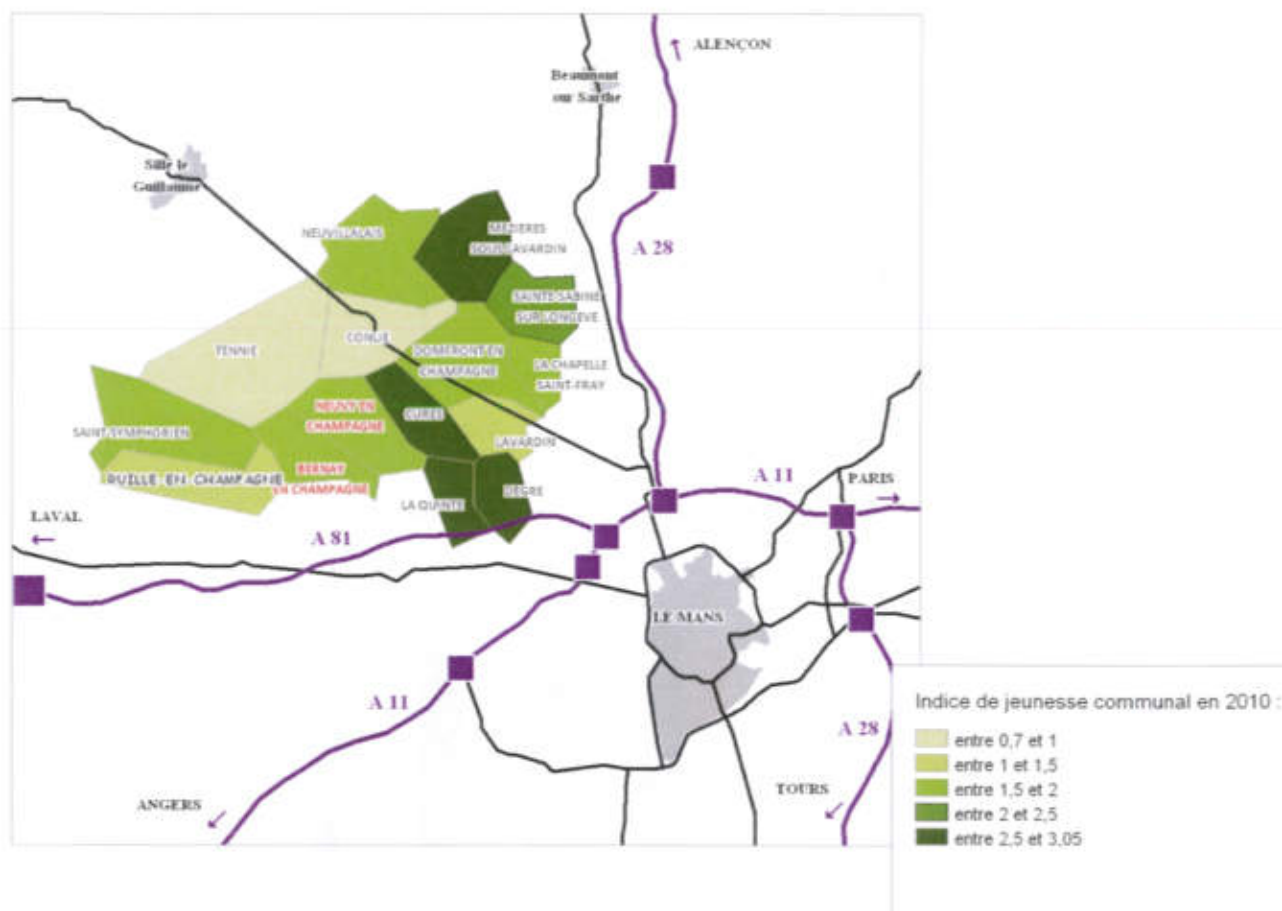 ALENÇON
Beaumont
sur Sarthe
Sille le
Guillaume
A 28
NEUVILLALAIS
MEZIERES
SOUS LAVARDIN
SAINTE-SABINE
SUR LONGEVE
TENNIE
CONLIE
DOMFRONT EN
CHAMPAGNE
LA CHAPELLE
SAINT-FRAY
NEUVY EN
CHAMPAGNE
CURES
SAINT-SYMPHORIEN
LAVARDIN
RUILLE EN CHAMPAGNE
BERNAY
EN CHAMPAGNE
LA QUINTE
DEGRE
A 11
PARIS
LAVAL
A 81
LE MANS
A 11
A 28
ANGERS
TOURS
Indice de jeunesse communal en 2010 :
entre 0,7 et 1
entre 1 et 1,5
entre 1,5 et 2
entre 2 et 2,5
entre 2,5 et 3,05